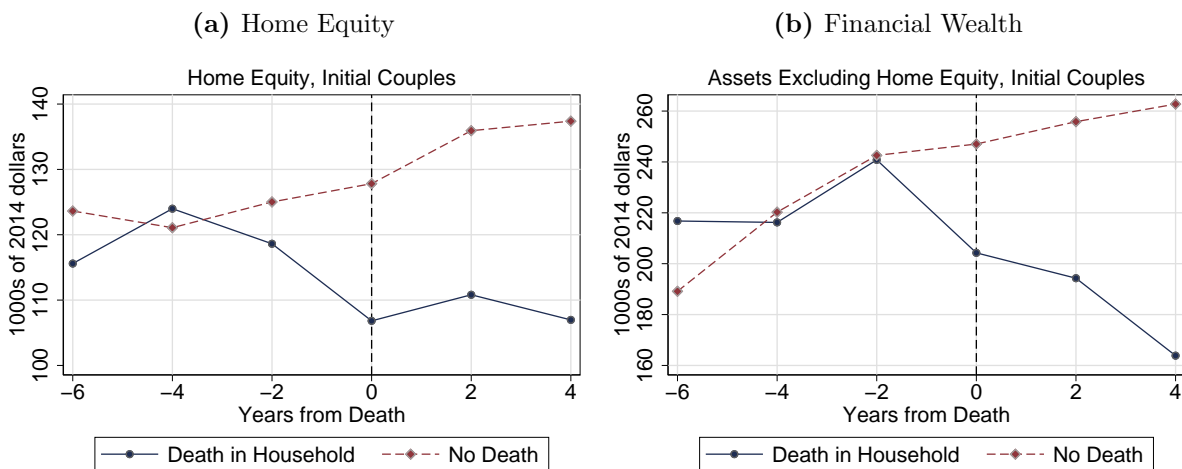 (a) Home Equity
Home Equity, Initial Couples
1000s of 2014 dollars
140
130
120
110
100
−6 −4 −2 0 2 4
Years from Death
Death in Household No Death
(b) Financial Wealth
Assets Excluding Home Equity, Initial Couples
1000s of 2014 dollars
260
240
220
200
180
160
−6 −4 −2 0 2 4
Years from Death
Death in Household No Death